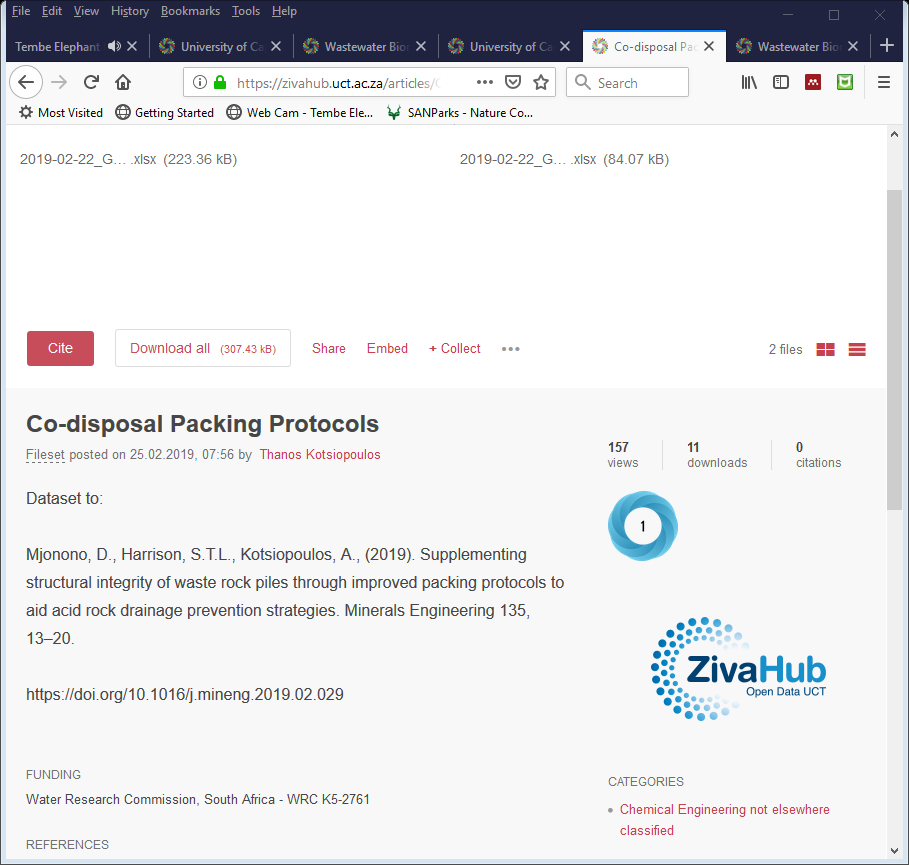 File Edit View History Bookmarks Tools Help
Tembe Elephant University of Ca Wastewater Bio University of Ca Co-disposal Pac Wastewater Bio
https://zivahub.uct.ac.za/articles/ Search
Most Visited Getting Started Web Cam - Tembe Ele... SANParks - Nature Co...
2019-02-22_G... .xlsx (223.36 kB) 2019-02-22_G... .xlsx (84.07 kB)
Cite Download all (307.43 kB) Share Embed + Collect ••• 2 files
Co-disposal Packing Protocols
Fileset posted on 25.02.2019, 07:56 by Thanos Kotsiopoulos
157 11 0
views downloads citations
Dataset to:
1
Mjonono, D., Harrison, S.T.L., Kotsiopoulos, A., (2019). Supplementing
structural integrity of waste rock piles through improved packing protocols to
aid acid rock drainage prevention strategies. Minerals Engineering 135,
13–20.
https://doi.org/10.1016/j.mineng.2019.02.029
ZivaHub
Open Data UCT
FUNDING
Water Research Commission, South Africa - WRC K5-2761
REFERENCES
CATEGORIES
• Chemical Engineering not elsewhere
classified